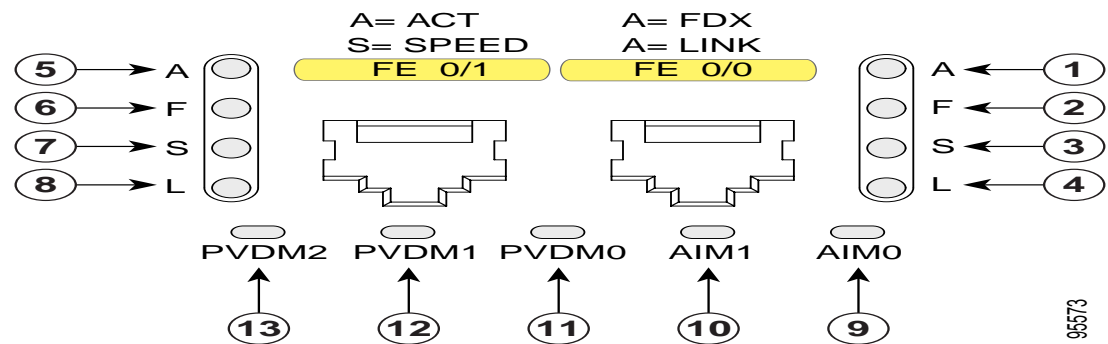 A= ACT A= FDX
S= SPEED A= LINK
FE 0/1 FE 0/0
5 A A 1
6 F F 2
7 S S 3
8 L L 4
PVDM2 PVDM1 PVDM0 AIM1 AIM0
13 12 11 10 9
95573